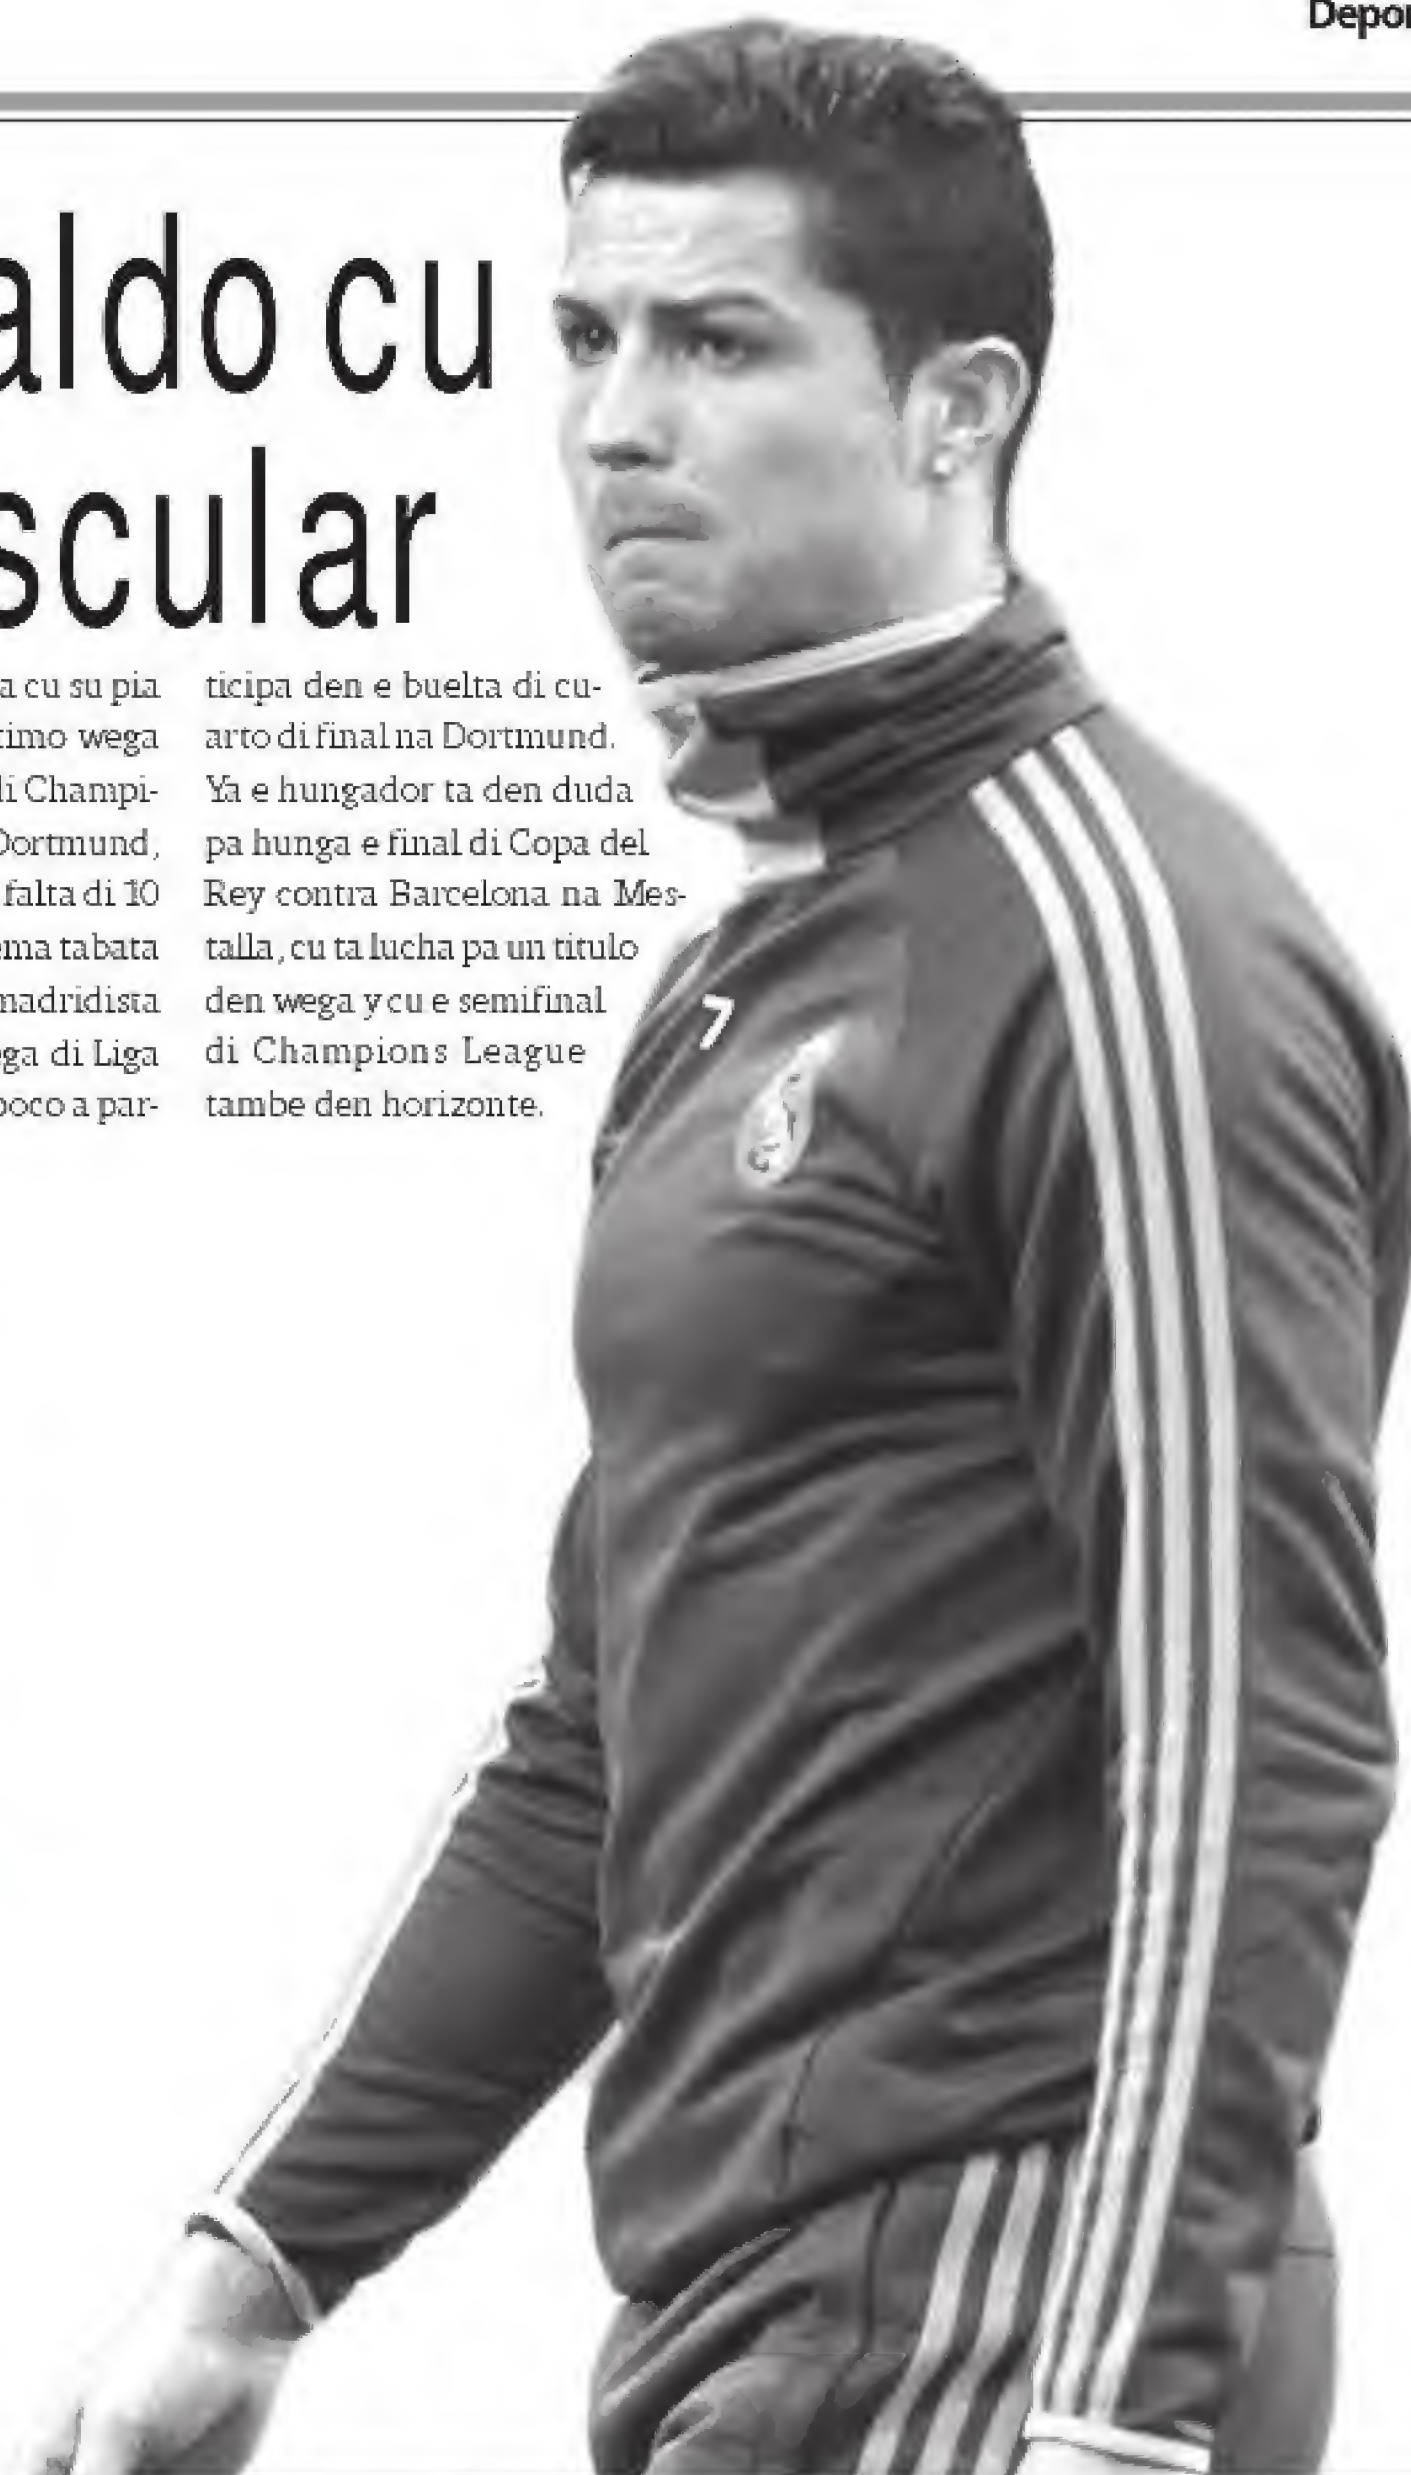 Depor
aldo cu
scular
a cu su pia
timo wega
di Champi-
Dortmund,
falta di 10
ema tabata
madridista
ga di Liga
poco a par-
ticipa den e buelta di cu-
arto di final na Dortmund.
Ya e hungador ta den duda
pa hunga e final di Copa del
Rey contra Barcelona na Mes-
talla, cu ta lucha pa un titulo
den wega y cu e semifinal
di Champions League
tambe den horizonte.
7